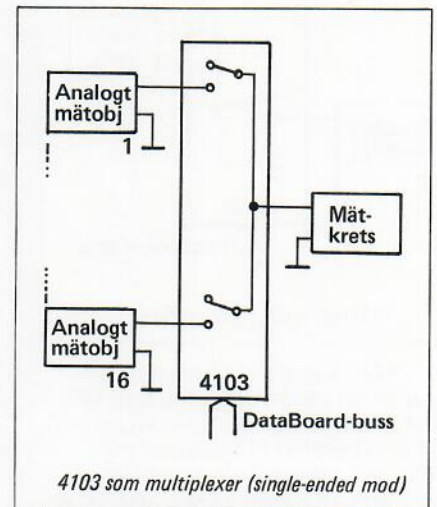 Analogt
mätobj
1
Mät-
krets
Analogt
mätobj
16
4103
DataBoard-buss
4103 som multiplexer (single-ended mod)